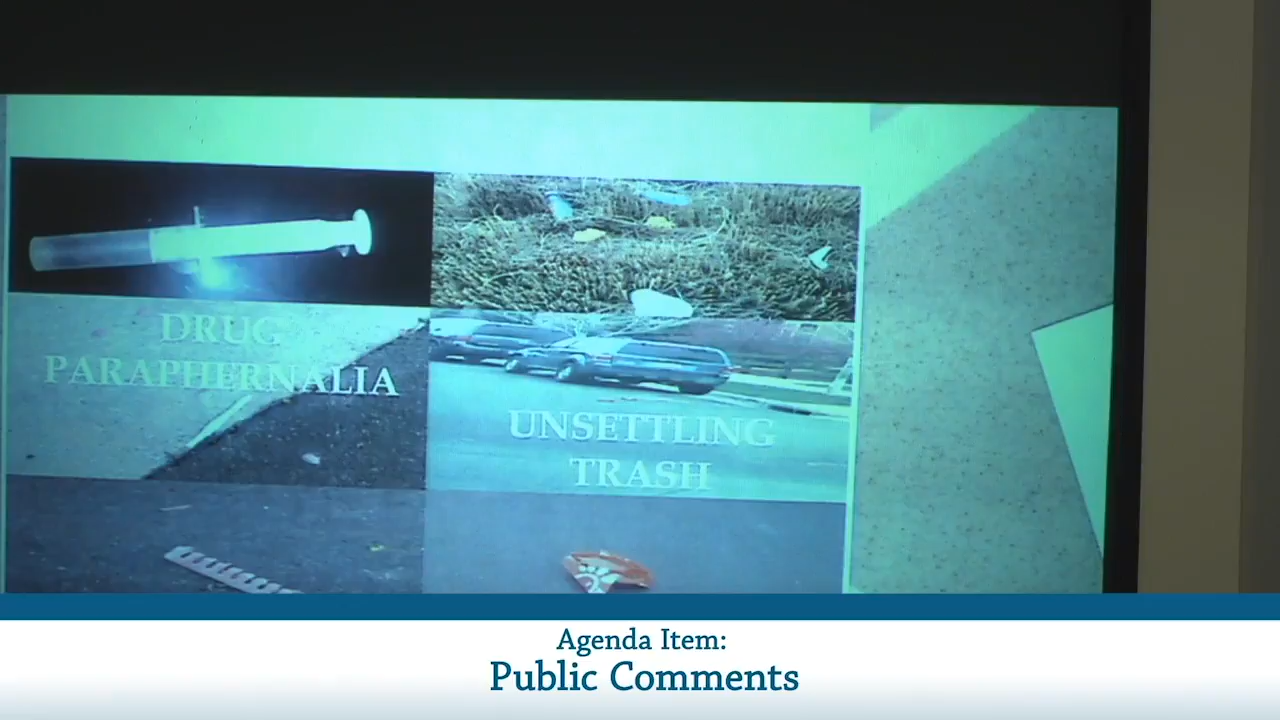 DRUG
PARAPHERNALIA
UNSETTLING
TRASH
Agenda Item:
Public Comments